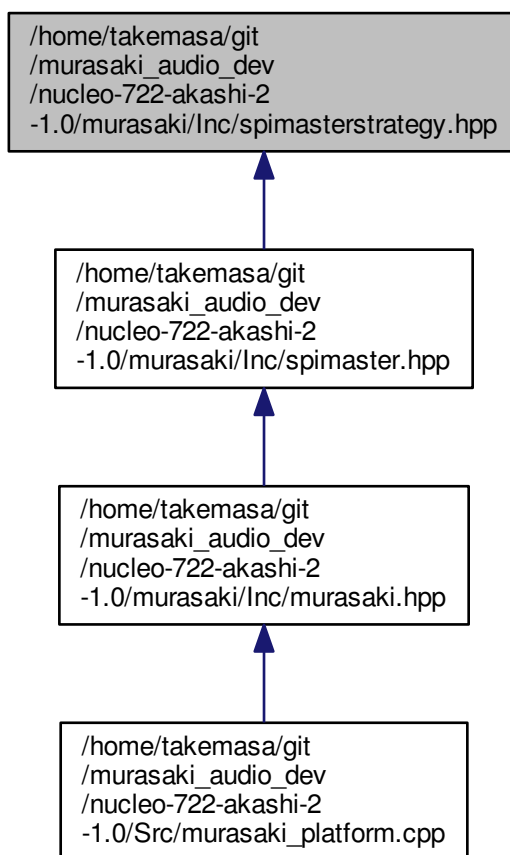 /home/takemasa/git
/murasaki_audio_dev
/nucleo-722-akashi-2
-1.0/murasaki/Inc/spimasterstrategy.hpp
/home/takemasa/git
/murasaki_audio_dev
/nucleo-722-akashi-2
-1.0/murasaki/Inc/spimaster.hpp
/home/takemasa/git
/murasaki_audio_dev
/nucleo-722-akashi-2
-1.0/murasaki/Inc/murasaki.hpp
/home/takemasa/git
/murasaki_audio_dev
/nucleo-722-akashi-2
-1.0/Src/murasaki_platform.cpp